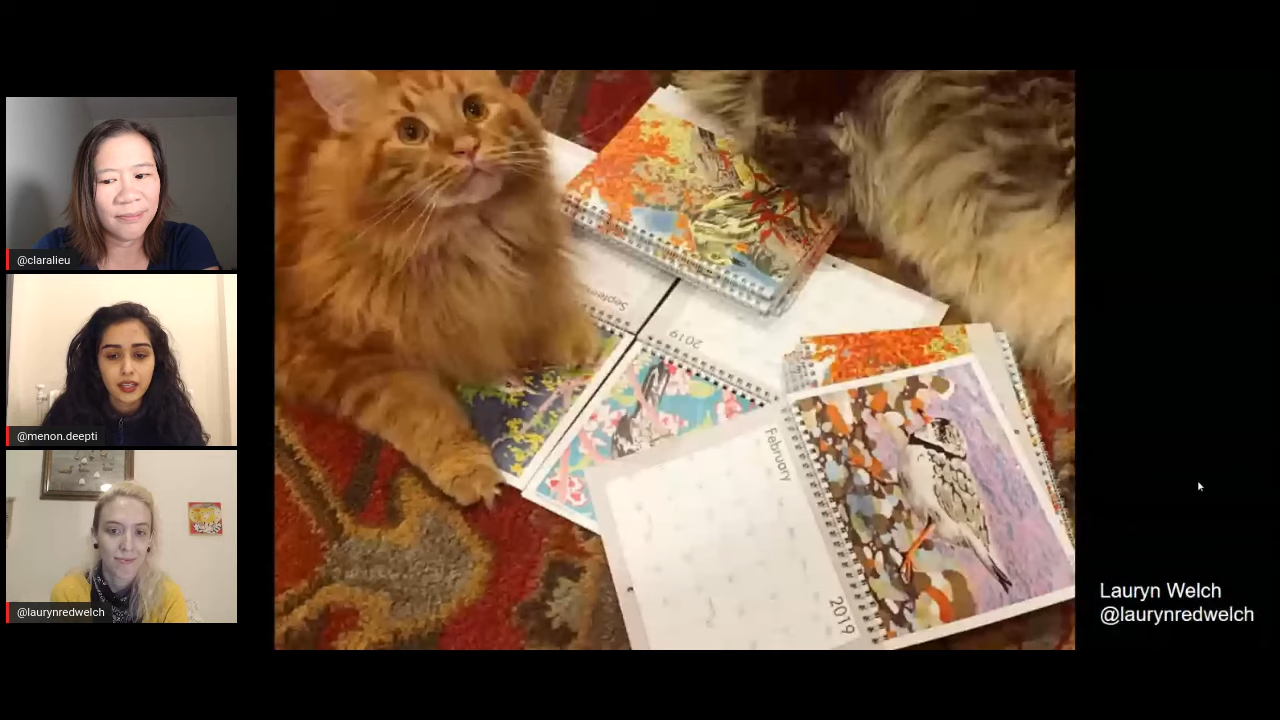 @claralieu
@menon.deepti
@laurynredwelch
2019
February
2019
Lauryn Welch
@laurynredwelch